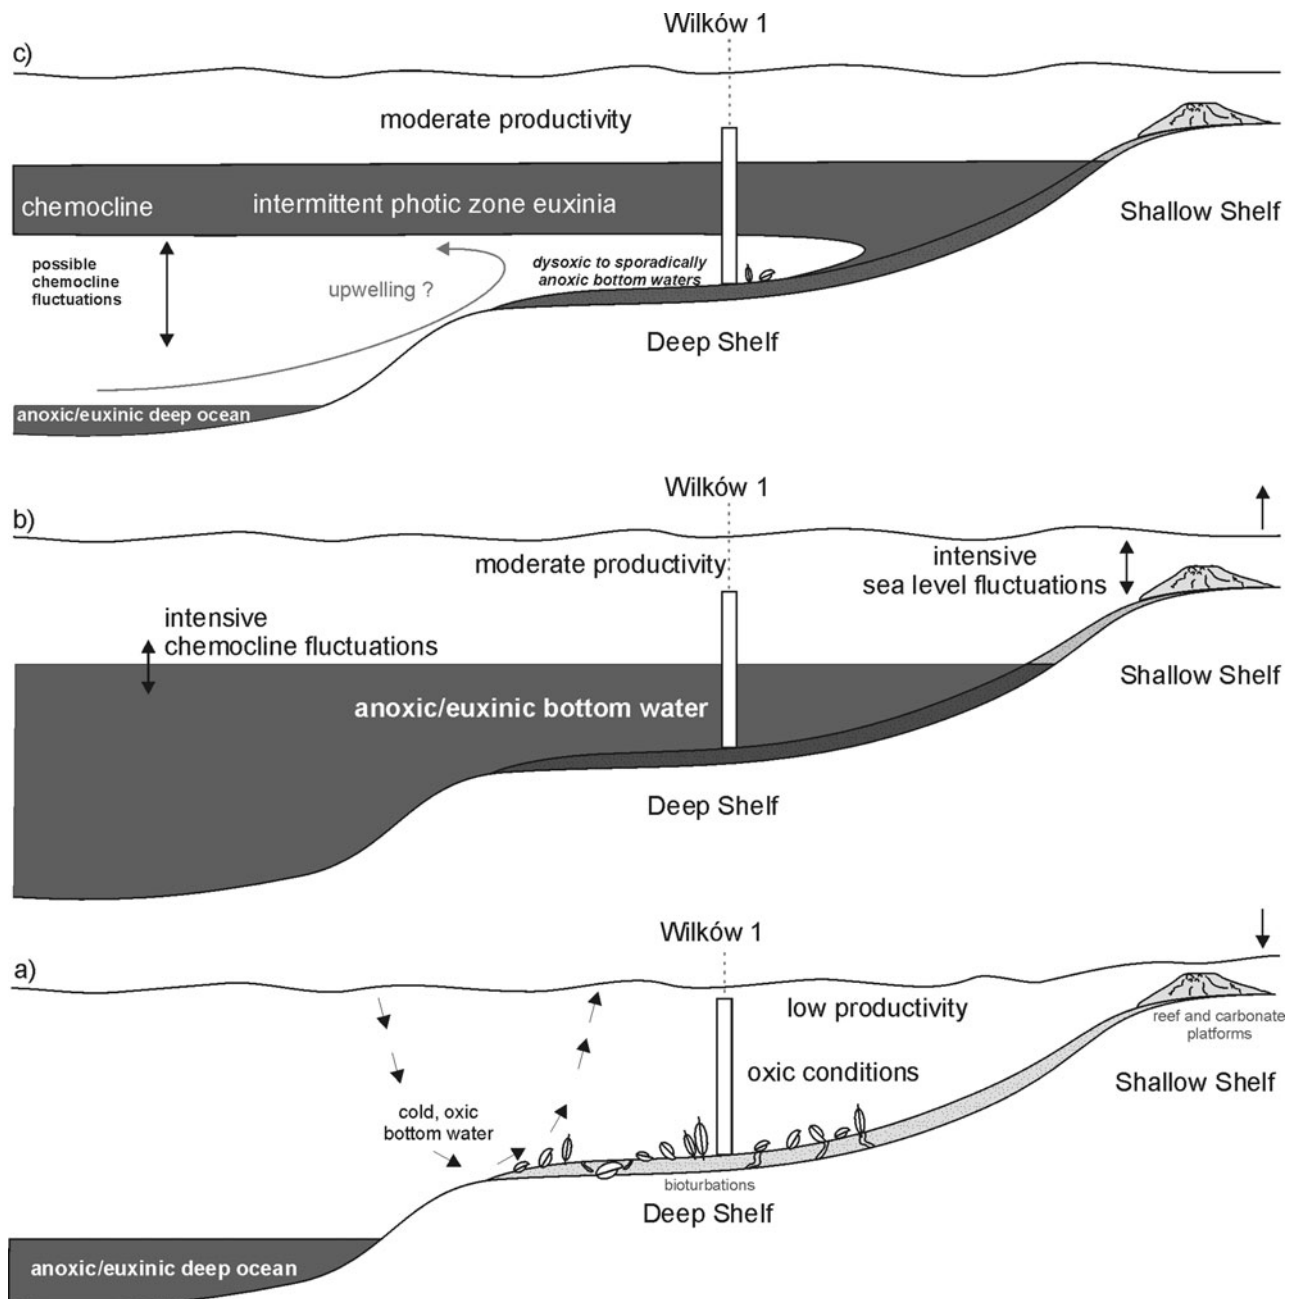 Wilków 1
c)
moderate productivity
chemocline
intermittent photic zone euxinia
Shallow Shelf
possible
chemocline
fluctuations
upwelling ?
dysoxic to sporadically
anoxic bottom waters
Deep Shelf
anoxic/euxinic deep ocean
Wilków 1
b)
moderate productivity
intensive
sea level fluctuations
intensive
chemocline fluctuations
Shallow Shelf
anoxic/euxinic bottom water
Deep Shelf
Wilków 1
a)
low productivity
reef and carbonate
platforms
oxic conditions
Shallow Shelf
cold, oxic
bottom water
bioturbations
Deep Shelf
anoxic/euxinic deep ocean